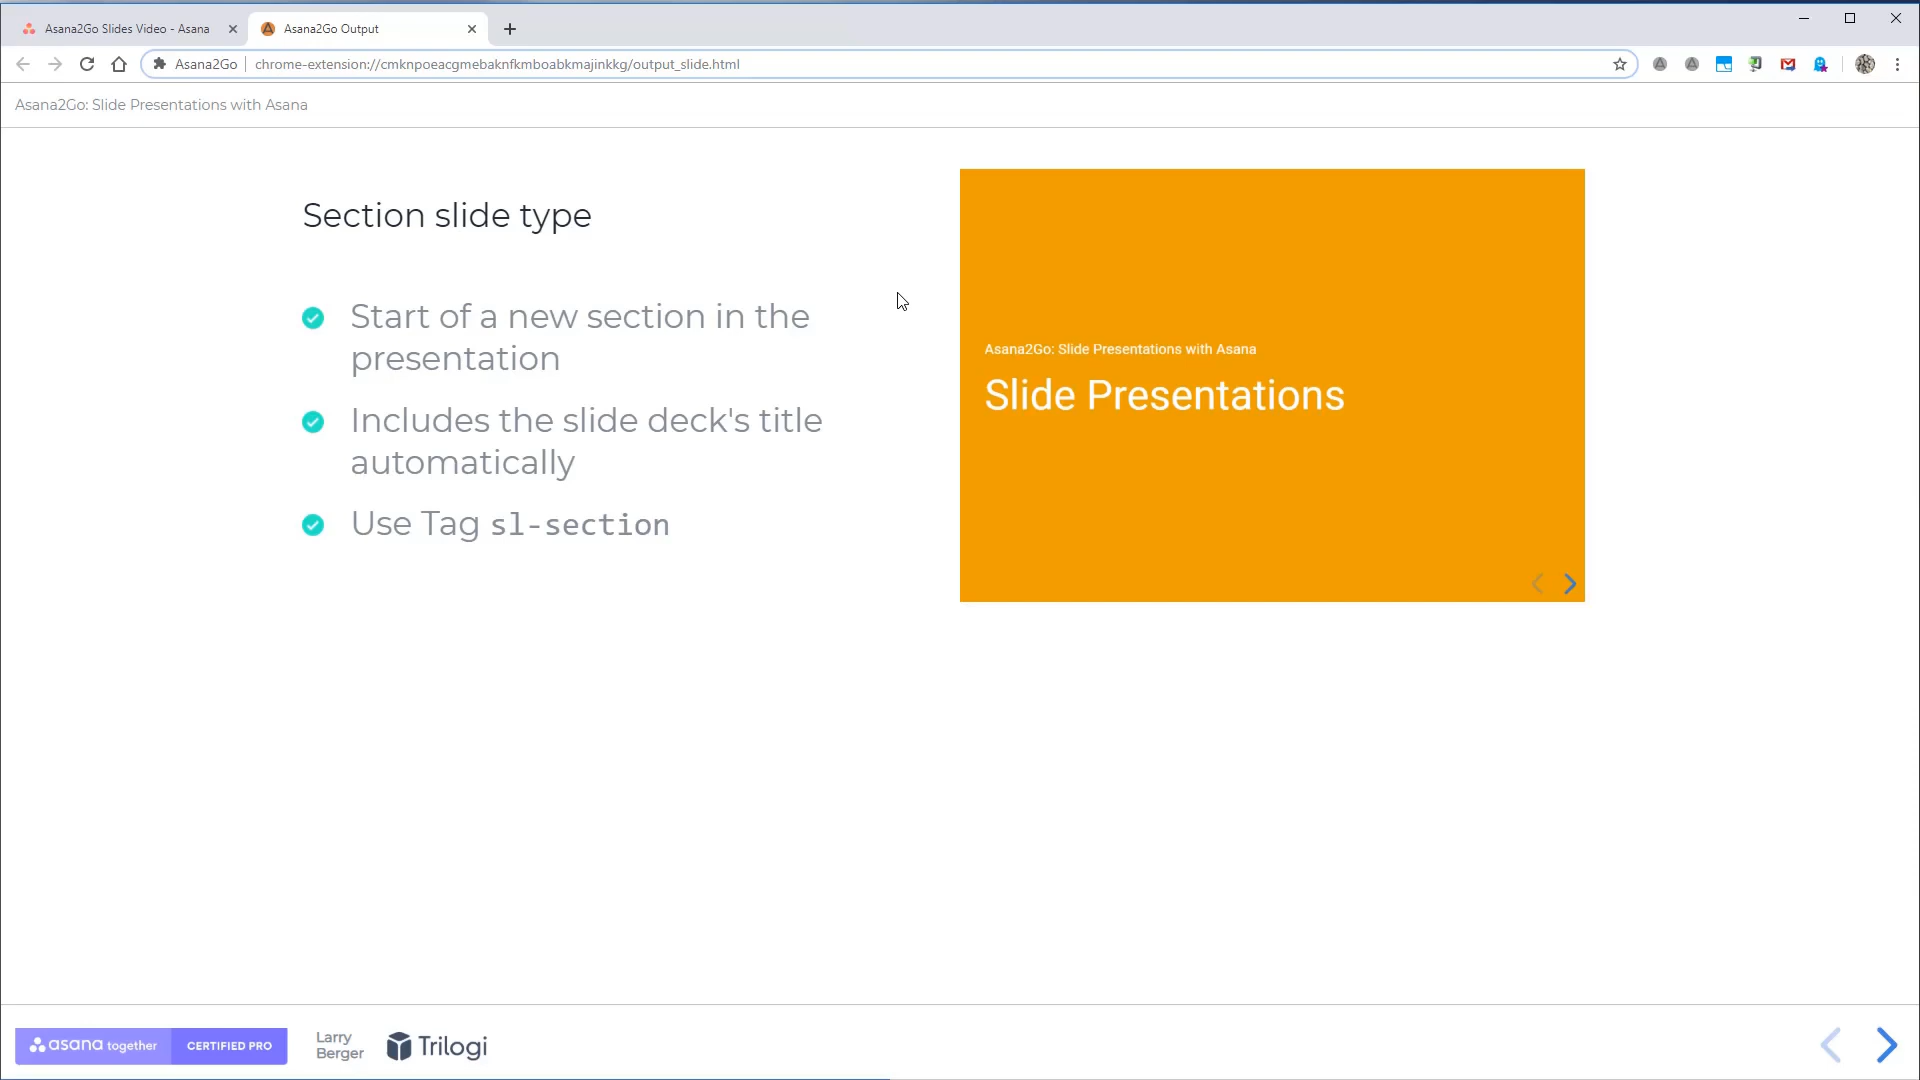 Asana2Go Slides Video - Asana
Asana2Go Output
Asana2Go
chrome-extension://cmknpoeacgmebaknfkmboabkmajinkkg/output_slide.html
Asana2Go: Slide Presentations with Asana
Section slide type
Start of a new section in the
presentation
Includes the slide deck's title
automatically
Use Tag sl-section
Asana2Go: Slide Presentations with Asana
Slide Presentations
asana together
CERTIFIED PRO
Larry
Berger
Trilogi